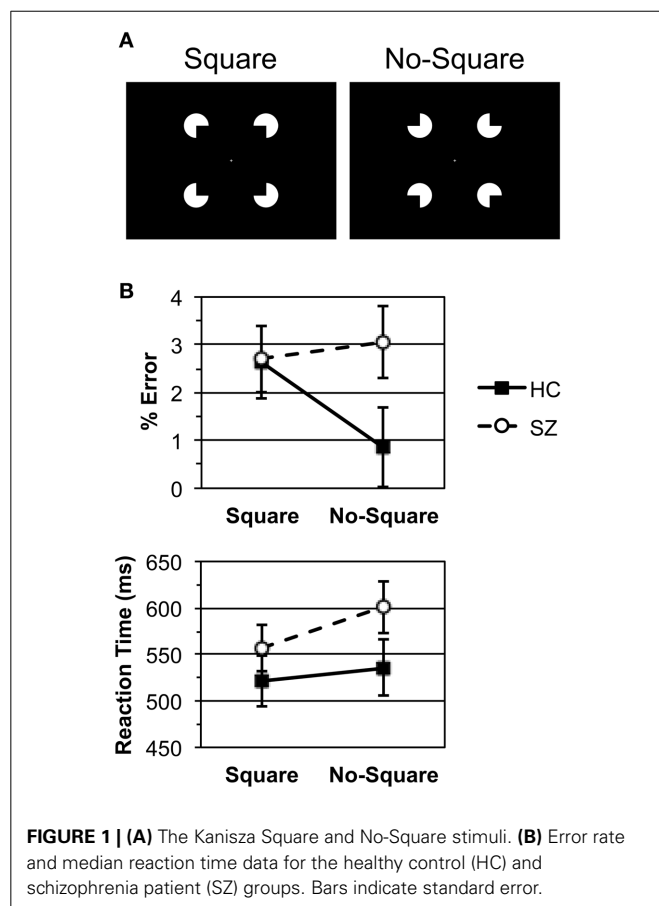 A
Square No-Square
B
4
3
2
1
0
% Error
Square No-Square
HC
SZ
650
600
550
500
450
Reaction Time (ms)
Square No-Square
FIGURE 1 | (A) The Kanisza Square and No-Square stimuli. (B) Error rate
and median reaction time data for the healthy control (HC) and
schizophrenia patient (SZ) groups. Bars indicate standard error.